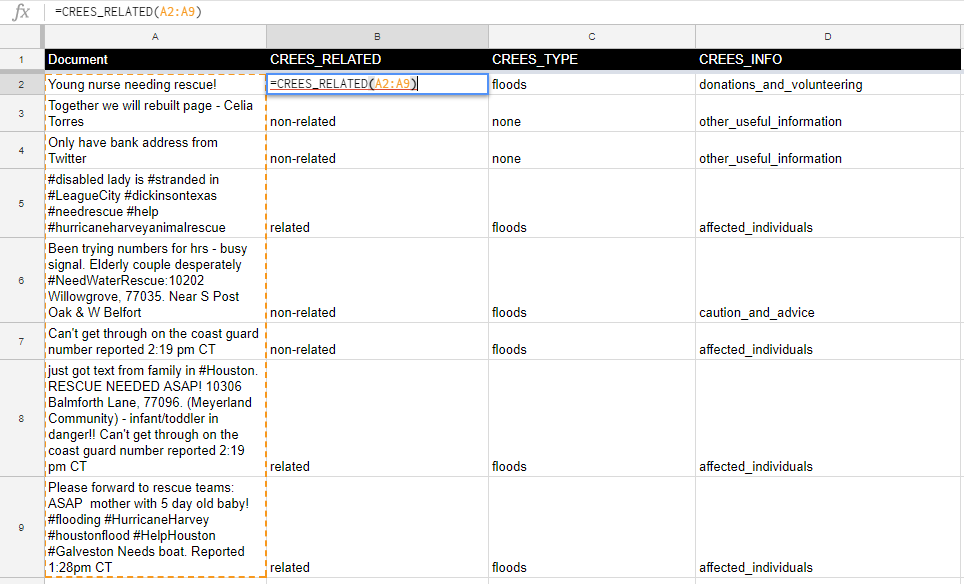 fx =CREES_RELATED(A2:A9)
A B C D
1 Document CREES_RELATED CREES_TYPE CREES_INFO
2 Young nurse needing rescue! =CREES_RELATED(A2:A9) floods donations_and_volunteering
Together we will rebuilt page - Celia
3 Torres non-related none other_useful_information
Only have bank address from
4 Twitter non-related none other_useful_information
#disabled lady is #stranded in
#LeagueCity #dickinsontexas
5 #needrescue #help
#hurricaneharveyanimalrescue related floods affected_individuals
Been trying numbers for hrs - busy
signal. Elderly couple desperately
6 #NeedWaterRescue:10202
Willowgrove, 77035. Near S Post
Oak & W Belfort non-related floods caution_and_advice
Can't get through on the coast guard
7 number reported 2:19 pm CT non-related floods affected_individuals
just got text from family in #Houston.
RESCUE NEEDED ASAP! 10306
Balmforth Lane, 77096. (Meyerland
8 Community) - infant/toddler in
danger!! Can't get through on the
coast guard number reported 2:19
pm CT related floods affected_individuals
Please forward to rescue teams:
ASAP  mother with 5 day old baby!
#flooding #HurricaneHarvey
9 #houstonflood #HelpHouston
#Galveston Needs boat. Reported
1:28pm CT related floods affected_individuals